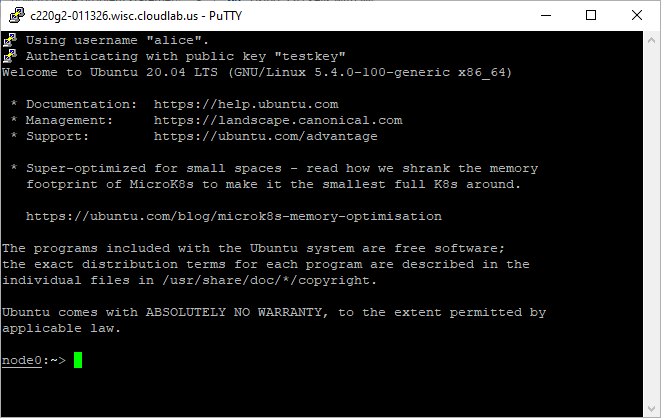 c220g2-011326.wisc.cloudlab.us - PuTTY
Using username "alice".
Authenticating with public key "testkey"
Welcome to Ubuntu 20.04 LTS (GNU/Linux 5.4.0-100-generic x86_64)
* Documentation:  https://help.ubuntu.com
* Management:     https://landscape.canonical.com
* Support:        https://ubuntu.com/advantage
* Super-optimized for small spaces - read how we shrank the memory
footprint of MicroK8s to make it the smallest full K8s around.
https://ubuntu.com/blog/microk8s-memory-optimisation
The programs included with the Ubuntu system are free software;
the exact distribution terms for each program are described in the
individual files in /usr/share/doc/*/copyright.
Ubuntu comes with ABSOLUTELY NO WARRANTY, to the extent permitted by
applicable law.
node0:~>